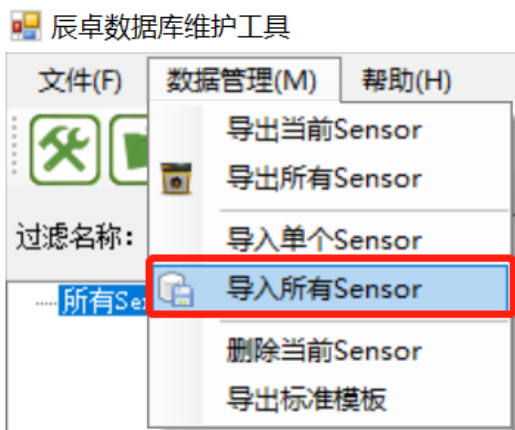 辰卓数据库维护工具
文件(F) 数据管理(M) 帮助(H)
导出当前Sensor
导出所有Sensor
过滤名称：
导入单个Sensor
所有Se
导入所有Sensor
删除当前Sensor
导出标准模板